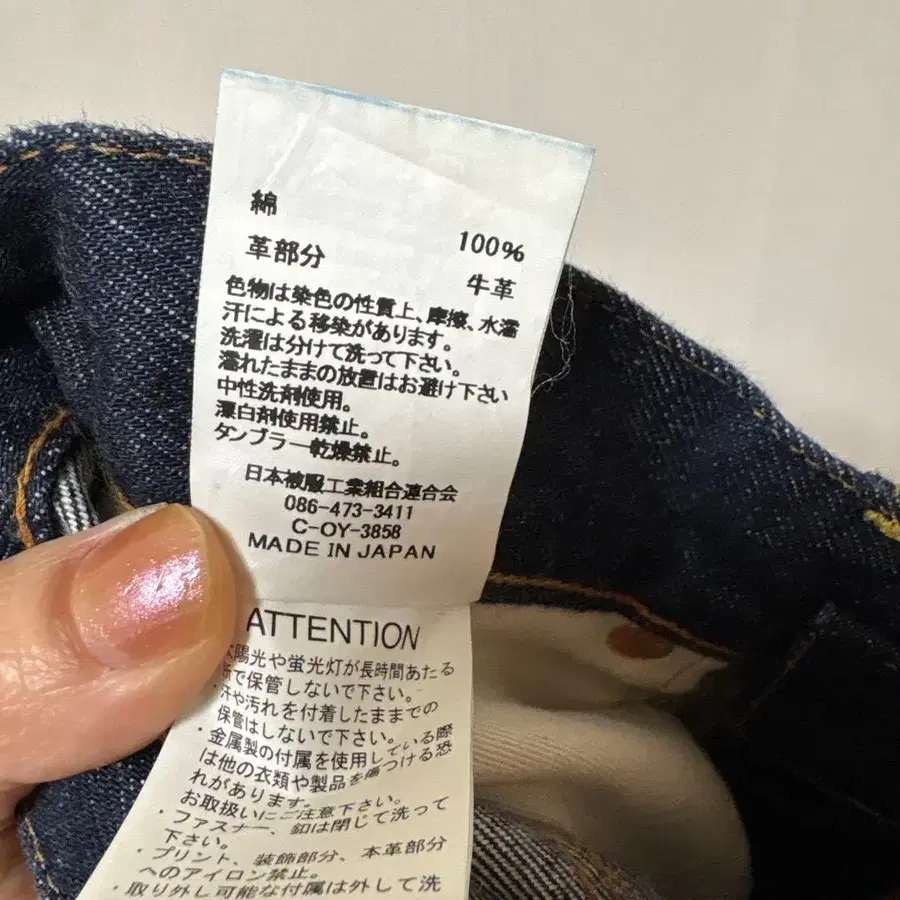 綿
100%
革部分
牛革
色物は染色の性質上、摩擦、水濡
汗による移染があります。
洗濯は分けて洗って下さい。
濡れたままの放置はお避け下さい
中性洗剤使用。
漂白剤使用禁止。
タンブラー乾燥禁止。
日本被服工業組合連合会
086-473-3411
C-OY-3858
MADE IN JAPAN
ATTENTION
太陽光や蛍光灯が長時間あたる
所で保管しないで下さい。
・汗や汚れを付着したままでの
保管はしないで下さい。
・金属製の付属を使用している際
は他の衣類や製品を傷つける恐
れがあります。
お取扱いにご注意下さい。
・ファスナー、釦は閉じて洗って
下さい。
・プリント、装飾部分、本革部分
へのアイロン禁止。
・取り外し可能な付属は外して洗